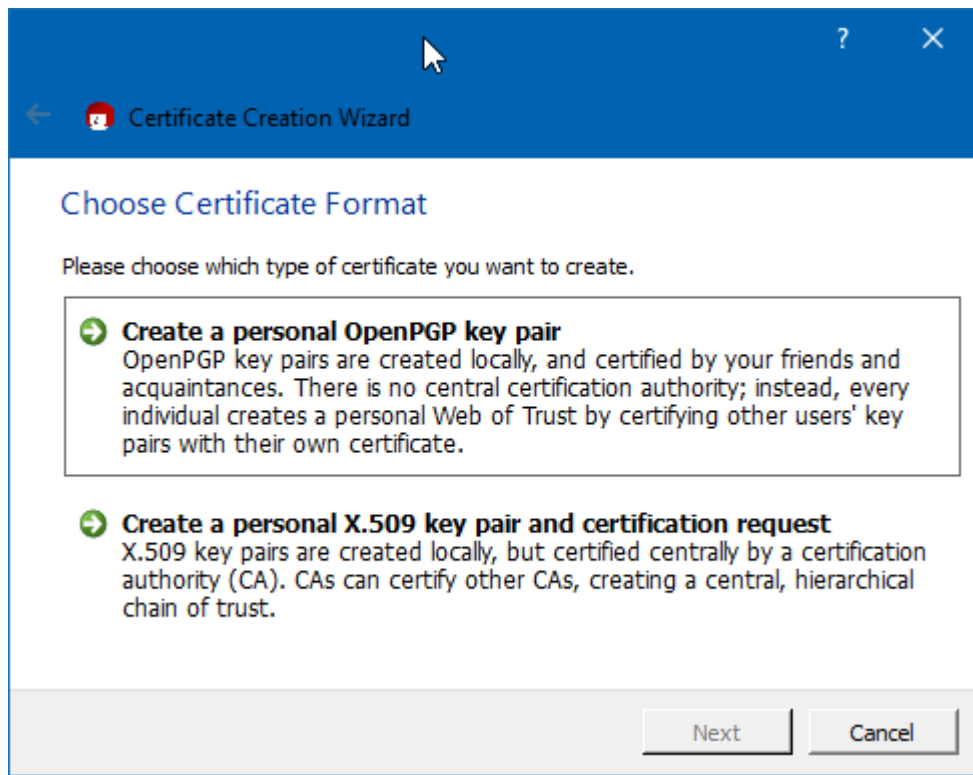 ?
Certificate Creation Wizard
Choose Certificate Format
Please choose which type of certificate you want to create.
Create a personal OpenPGP key pair
OpenPGP key pairs are created locally, and certified by your friends and
acquaintances. There is no central certification authority; instead, every
individual creates a personal Web of Trust by certifying other users' key
pairs with their own certificate.
Create a personal X.509 key pair and certification request
X.509 key pairs are created locally, but certified centrally by a certification
authority (CA). CAs can certify other CAs, creating a central, hierarchical
chain of trust.
Next Cancel